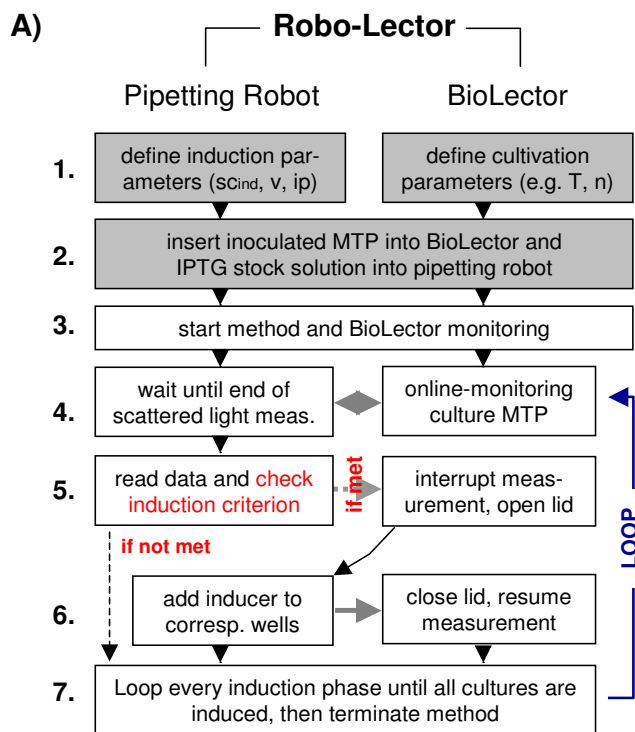 A)
Robo-Lector
Pipetting Robot
BioLector
1.
define induction par-
ameters (scind, v, ip)
define cultivation
parameters (e.g. T, n)
2.
insert inoculated MTP into BioLector and
IPTG stock solution into pipetting robot
3.
start method and BioLector monitoring
4.
wait until end of
scattered light meas.
online-monitoring
culture MTP
5.
read data and check
induction criterion
if met
interrupt meas-
urement, open lid
if not met
LOOP
6.
add inducer to
corresp. wells
close lid, resume
measurement
7.
Loop every induction phase until all cultures are
induced, then terminate method